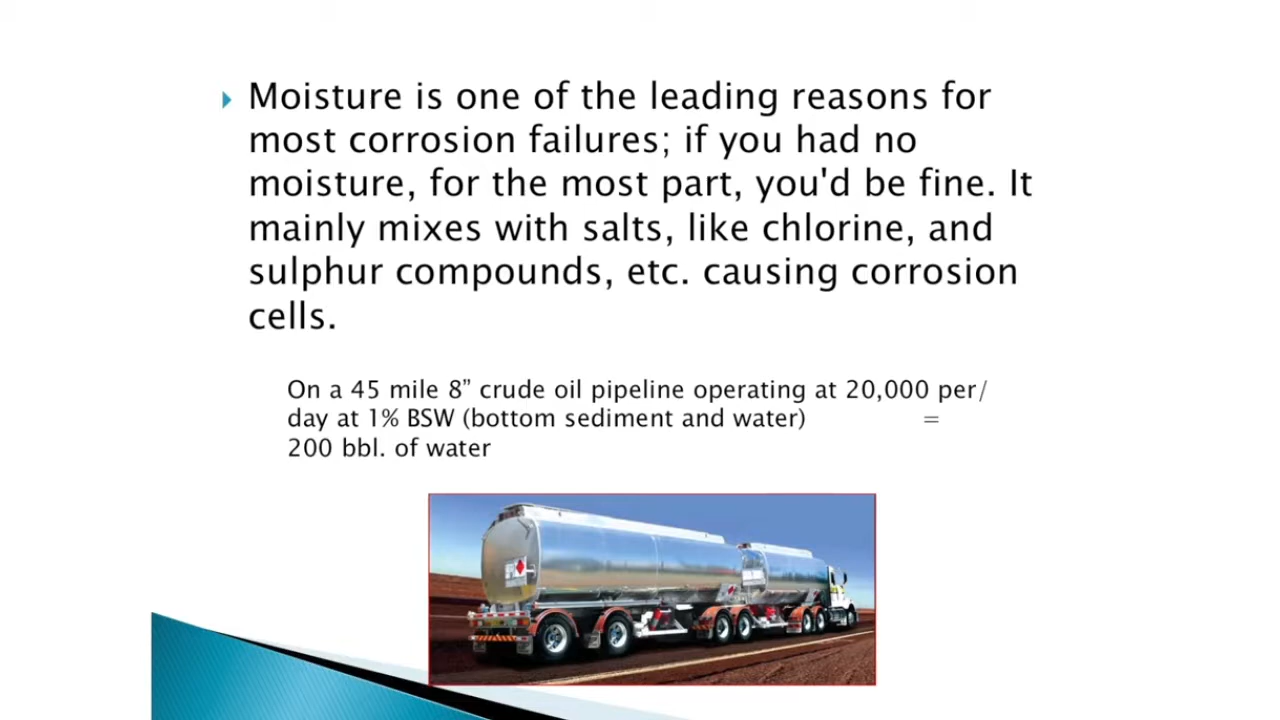 Moisture is one of the leading reasons for
most corrosion failures; if you had no
moisture, for the most part, you'd be fine. It
mainly mixes with salts, like chlorine, and
sulphur compounds, etc. causing corrosion
cells.
On a 45 mile 8” crude oil pipeline operating at 20,000 per/
day at 1% BSW (bottom sediment and water) =
200 bbl. of water